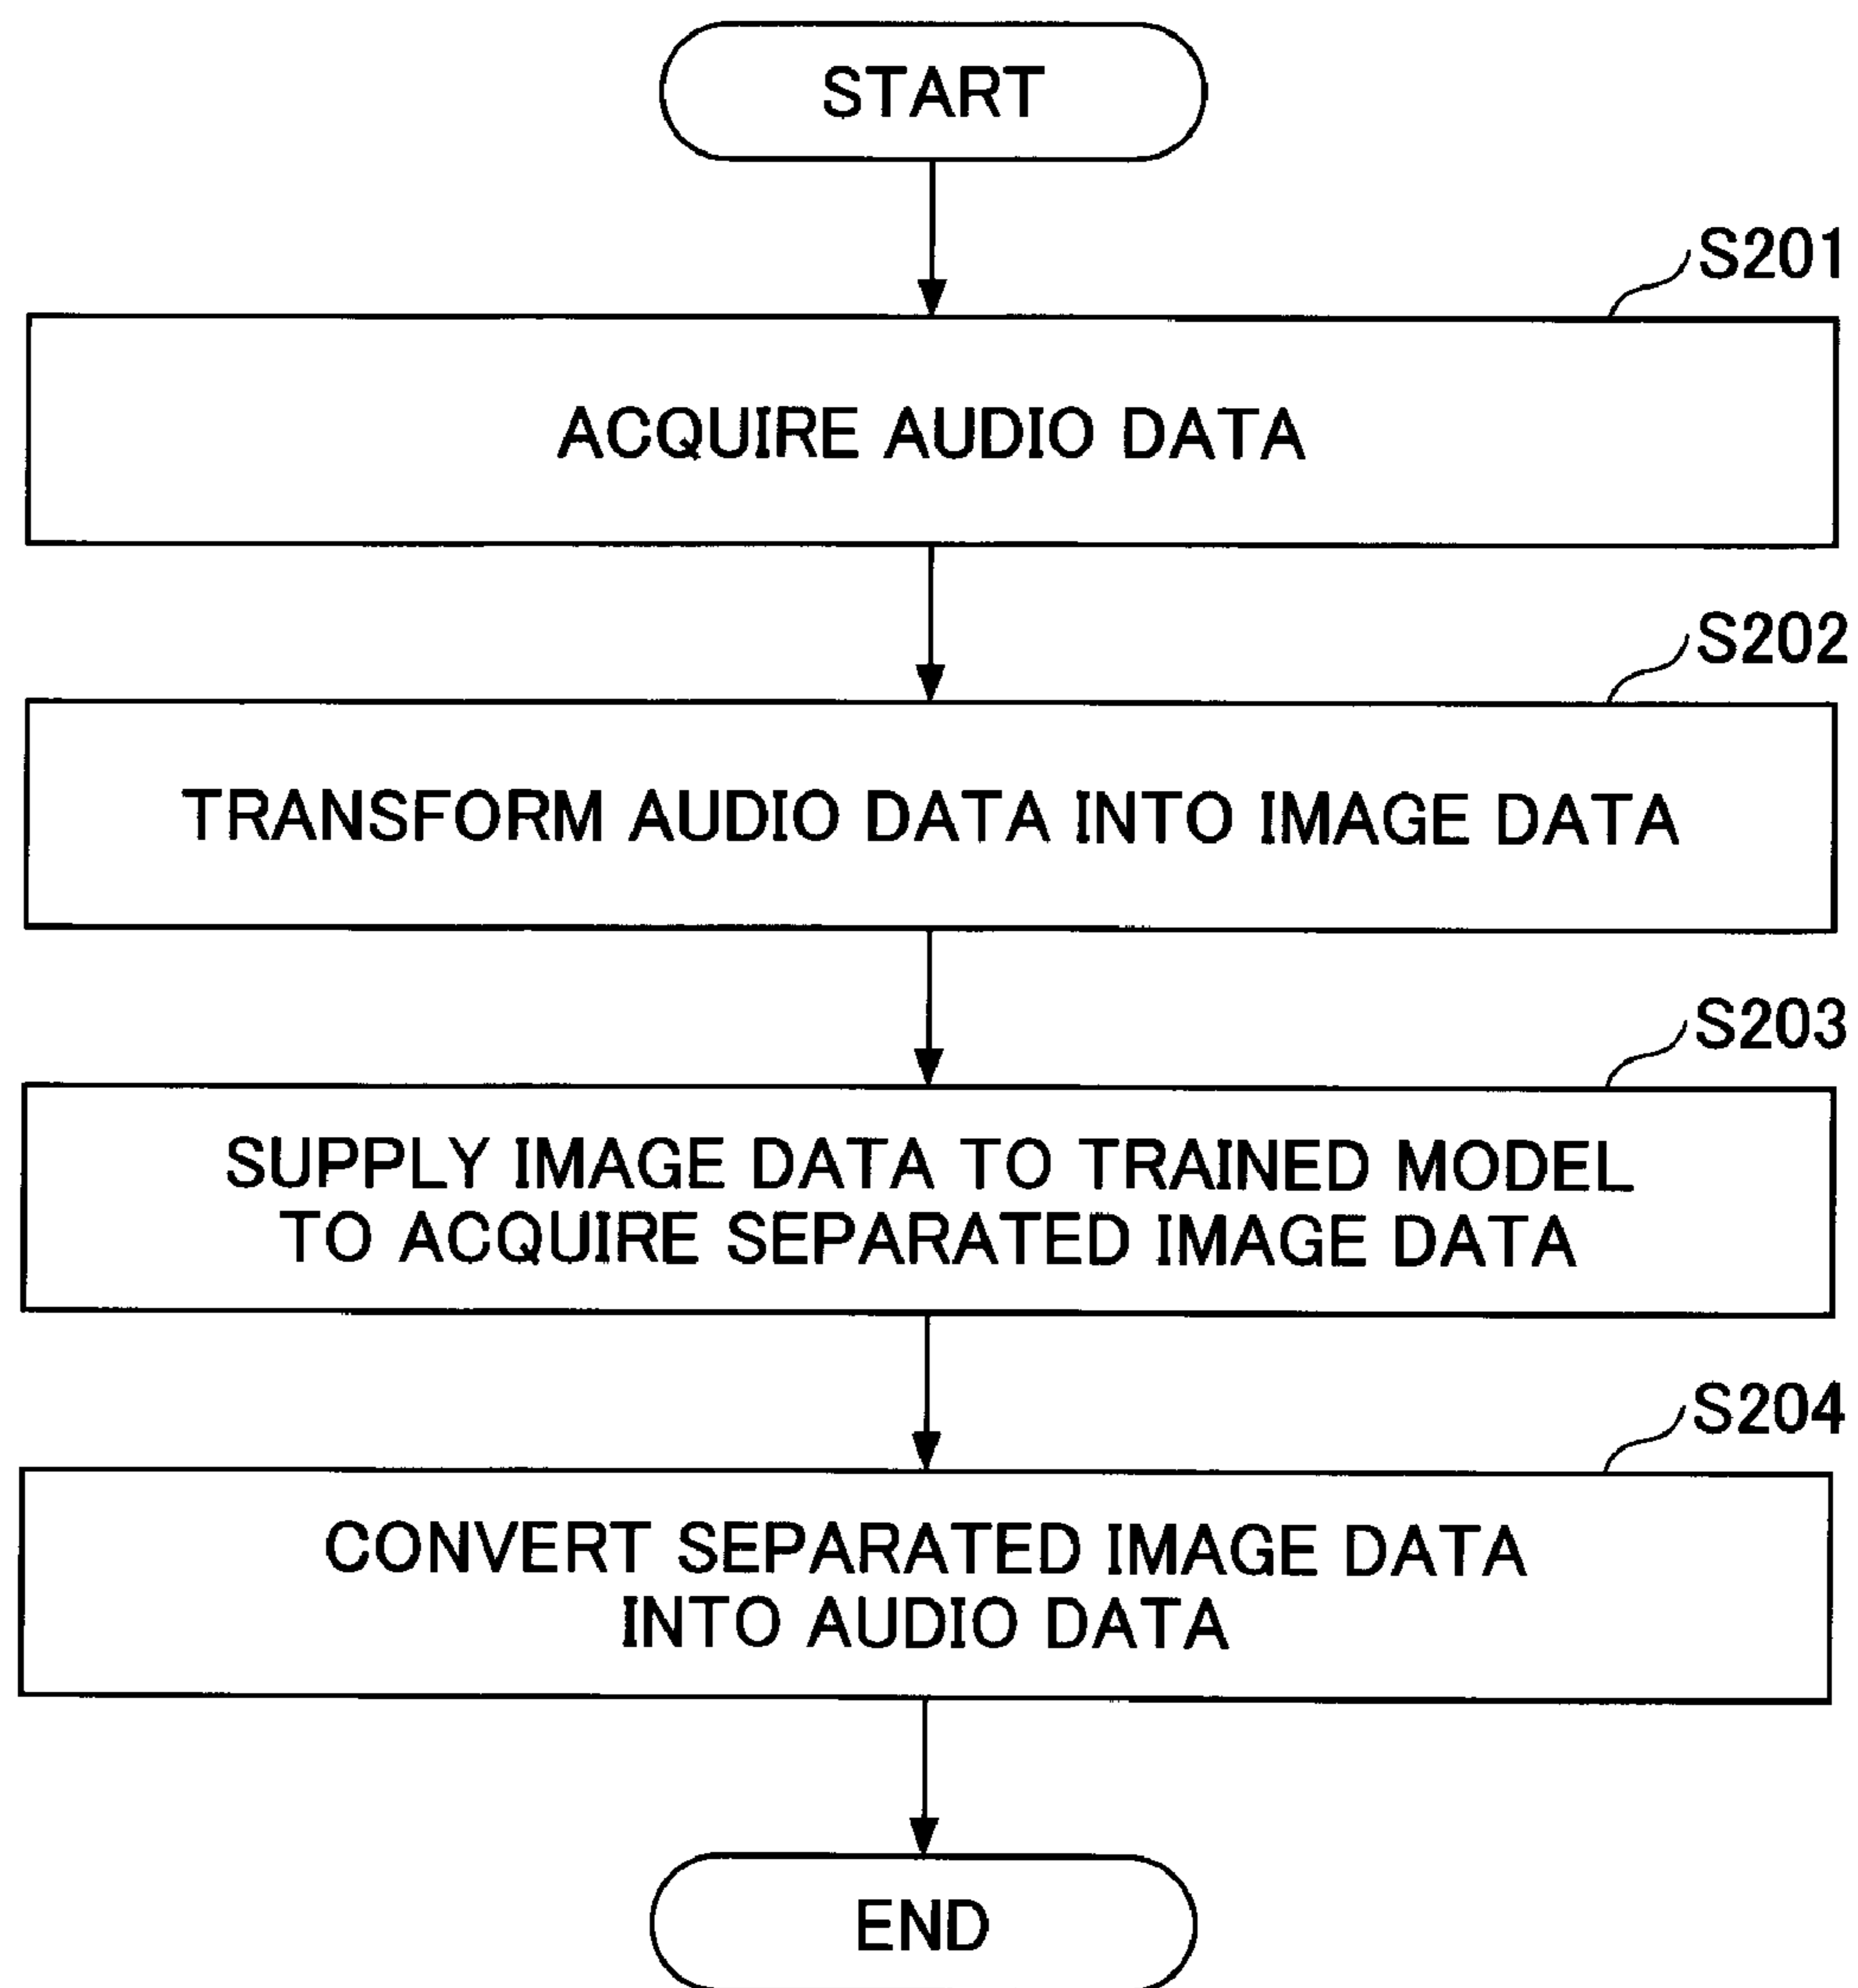 START
S201
ACQUIRE AUDIO DATA
S202
TRANSFORM AUDIO DATA INTO IMAGE DATA
S203
SUPPLY IMAGE DATA TO TRAINED MODEL
TO ACQUIRE SEPARATED IMAGE DATA
S204
CONVERT SEPARATED IMAGE DATA
INTO AUDIO DATA
END